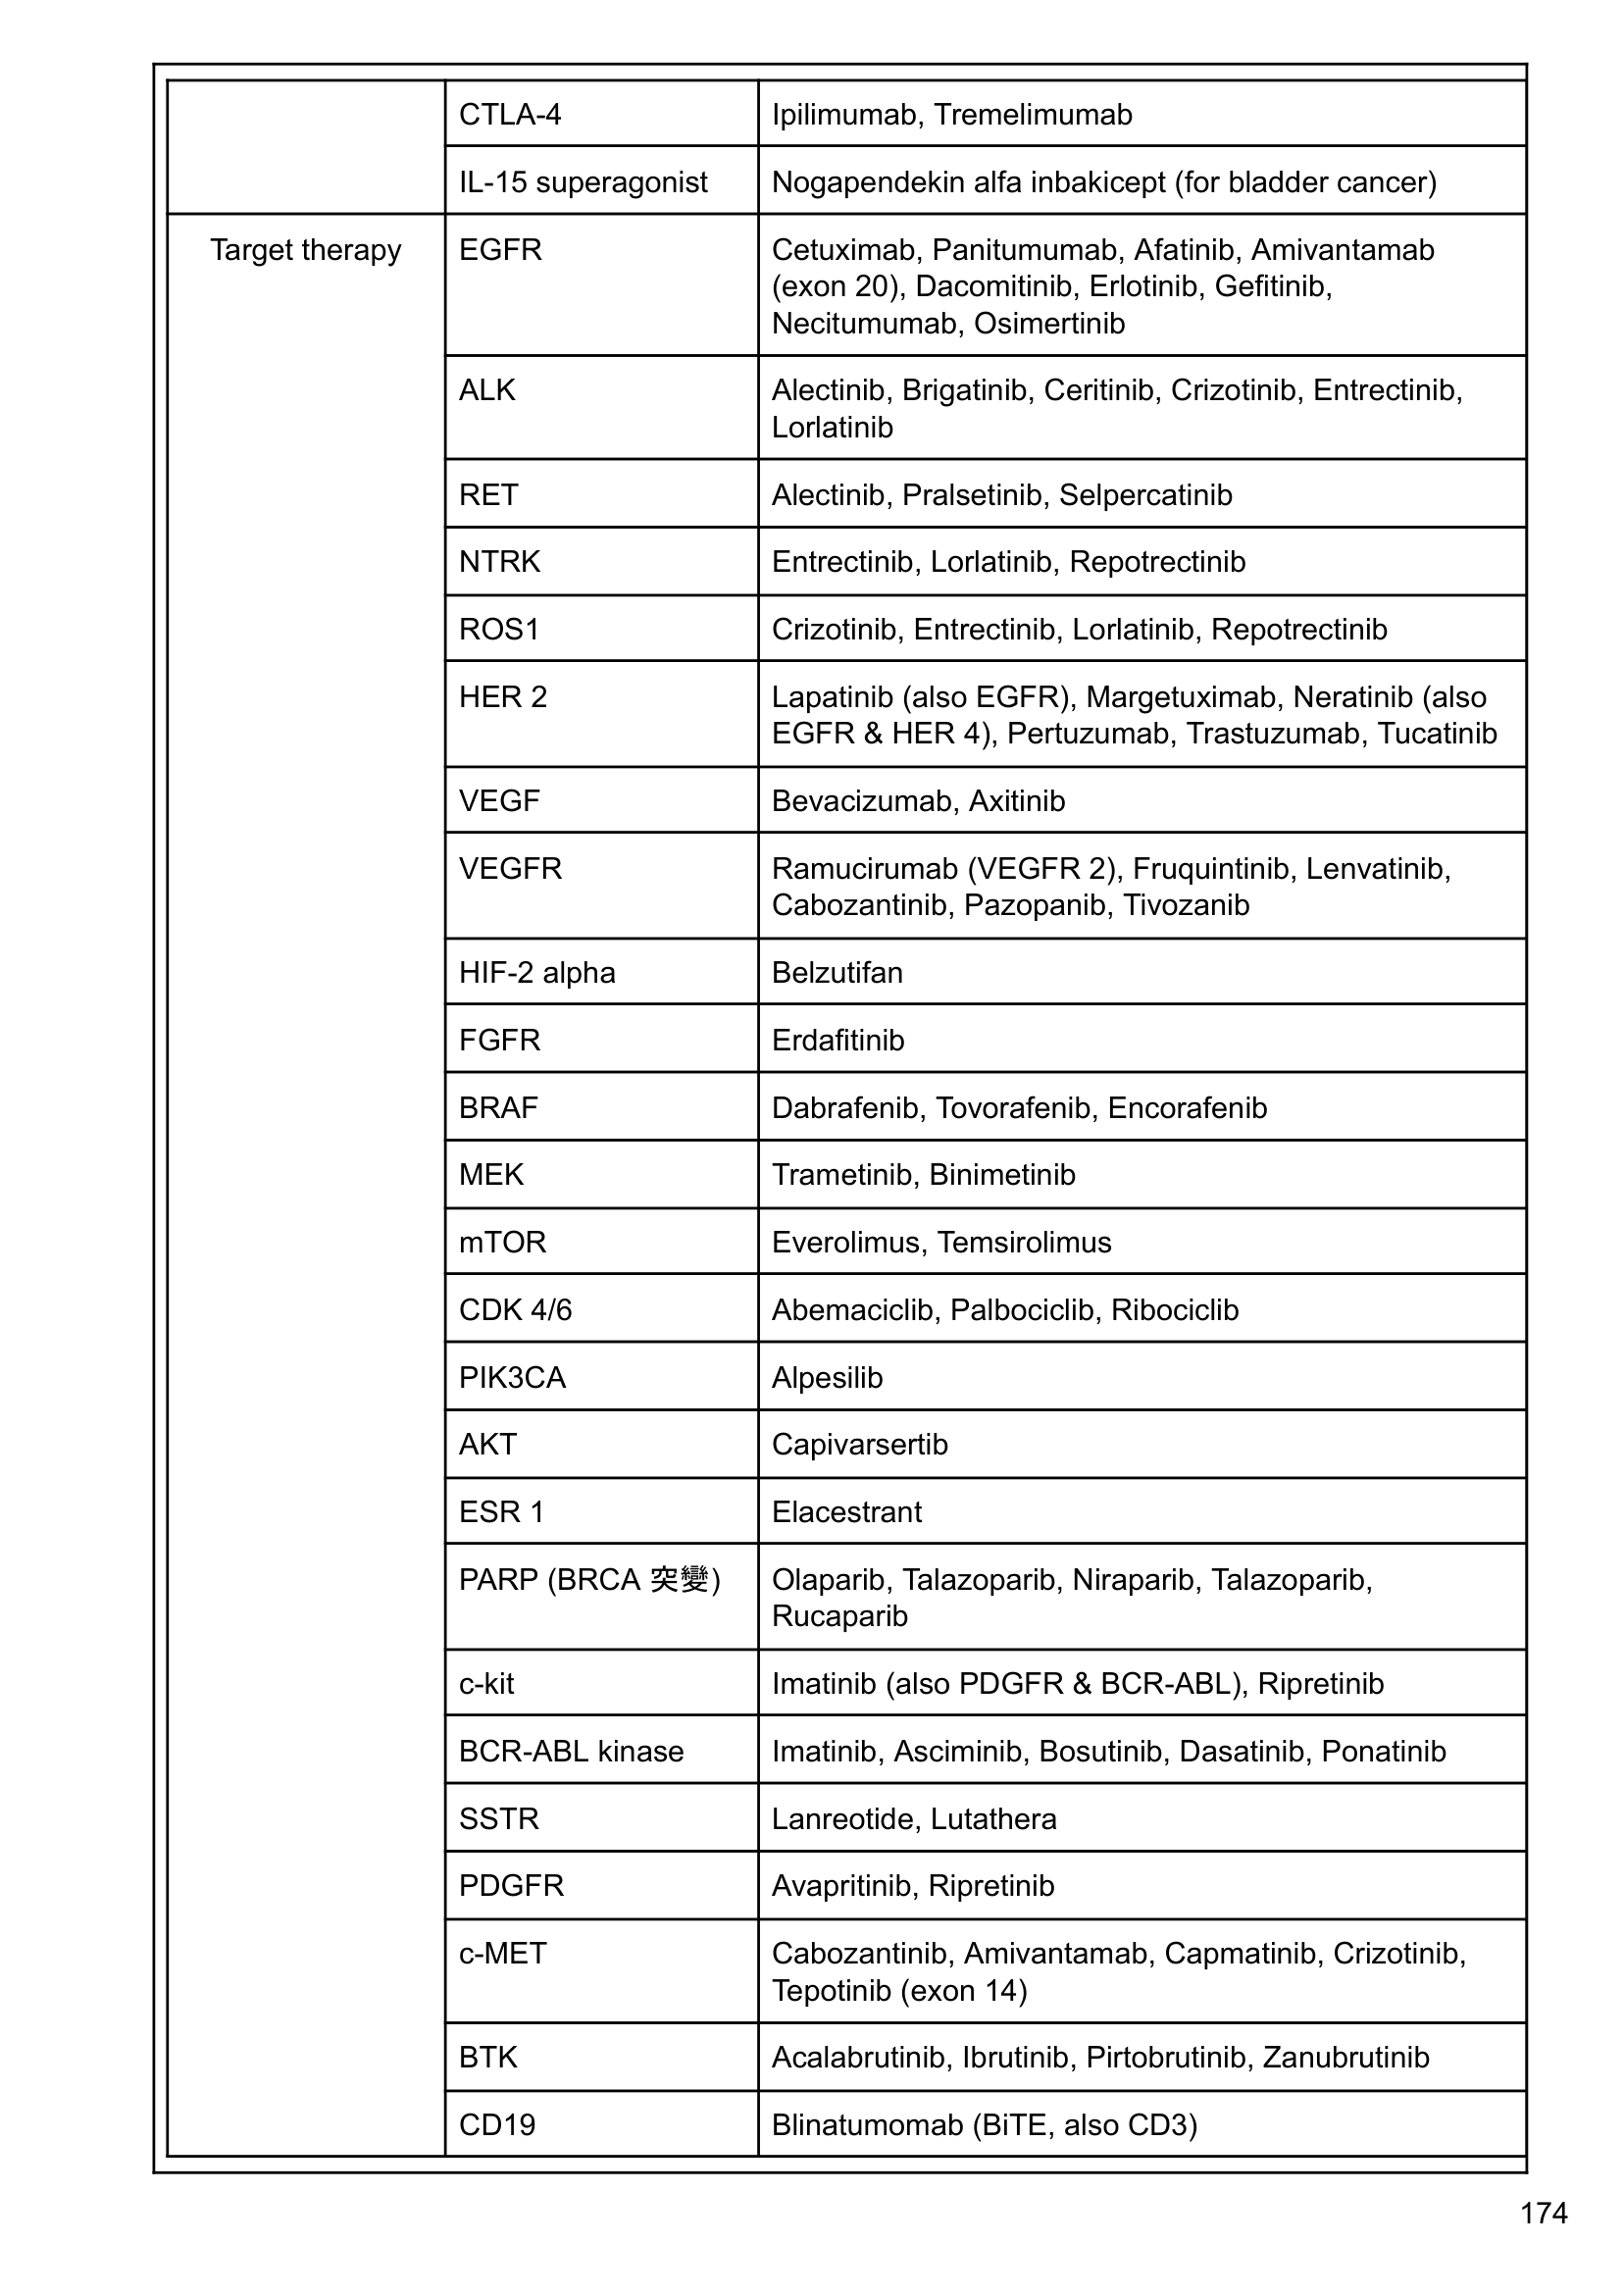 CTLA-4
Ipilimumab, Tremelimumab
IL-15 superagonist
Nogapendekin alfa inbakicept (for bladder cancer)
Target therapy
EGFR
Cetuximab, Panitumumab, Afatinib, Amivantamab
(exon 20), Dacomitinib, Erlotinib, Gefitinib,
Necitumumab, Osimertinib
ALK
Alectinib, Brigatinib, Ceritinib, Crizotinib, Entrectinib,
Lorlatinib
RET
Alectinib, Pralsetinib, Selpercatinib
NTRK
Entrectinib, Lorlatinib, Repotrectinib
ROS1
Crizotinib, Entrectinib, Lorlatinib, Repotrectinib
HER 2
Lapatinib (also EGFR), Margetuximab, Neratinib (also
EGFR & HER 4), Pertuzumab, Trastuzumab, Tucatinib
VEGF
Bevacizumab, Axitinib
VEGFR
Ramucirumab (VEGFR 2), Fruquintinib, Lenvatinib,
Cabozantinib, Pazopanib, Tivozanib
HIF-2 alpha
Belzutifan
FGFR
Erdafitinib
BRAF
Dabrafenib, Tovorafenib, Encorafenib
MEK
Trametinib, Binimetinib
mTOR
Everolimus, Temsirolimus
CDK 4/6
Abemaciclib, Palbociclib, Ribociclib
PIK3CA
Alpesilib
AKT
Capivarsertib
ESR 1
Elacestrant
PARP (BRCA 突變)
Olaparib, Talazoparib, Niraparib, Talazoparib,
Rucaparib
c-kit
Imatinib (also PDGFR & BCR-ABL), Ripretinib
BCR-ABL kinase
Imatinib, Asciminib, Bosutinib, Dasatinib, Ponatinib
SSTR
Lanreotide, Lutathera
PDGFR
Avapritinib, Ripretinib
c-MET
Cabozantinib, Amivantamab, Capmatinib, Crizotinib,
Tepotinib (exon 14)
BTK
Acalabrutinib, Ibrutinib, Pirtobrutinib, Zanubrutinib
CD19
Blinatumomab (BiTE, also CD3)
174